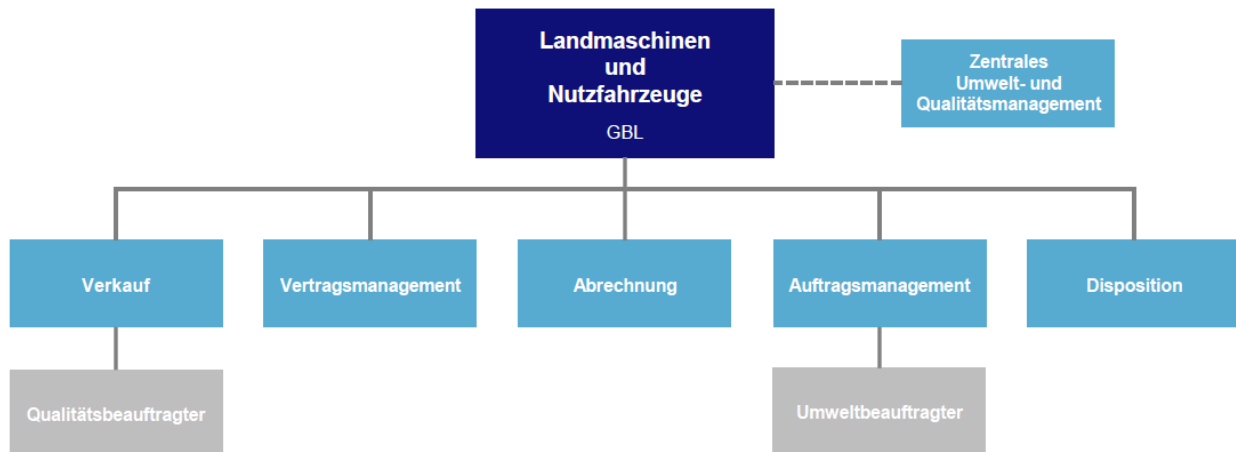 Landmaschinen
und
Nutzfahrzeuge
GBL
Zentrales
Umwelt- und
Qualitätsmanagement
Verkauf
Vertragsmanagement
Abrechnung
Auftragsmanagement
Disposition
Qualitätsbeauftragter
Umweltbeauftragter